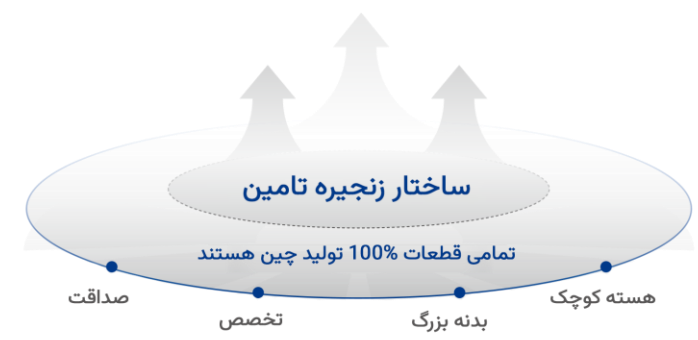 ساختار زنجیره تامین
تمامی قطعات 100% تولید چین هستند
هسته کوچک
بدنه بزرگ
تخصص
صداقت